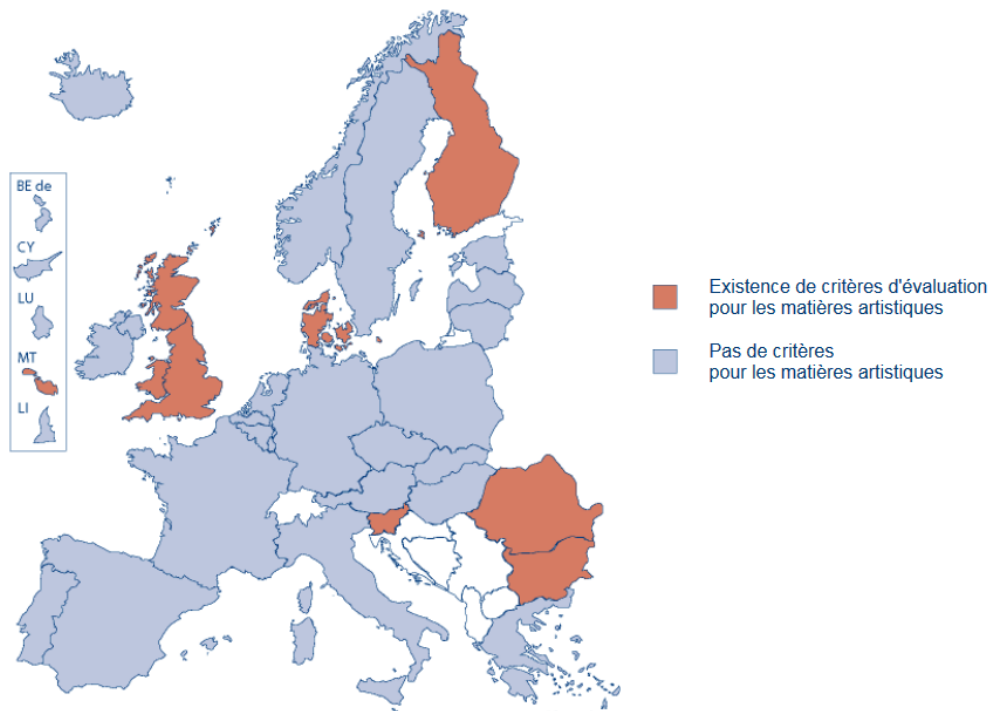 BE de
CY
LU
MT
LI
Existence de critères d'évaluation
pour les matières artistiques
Pas de critères
pour les matières artistiques